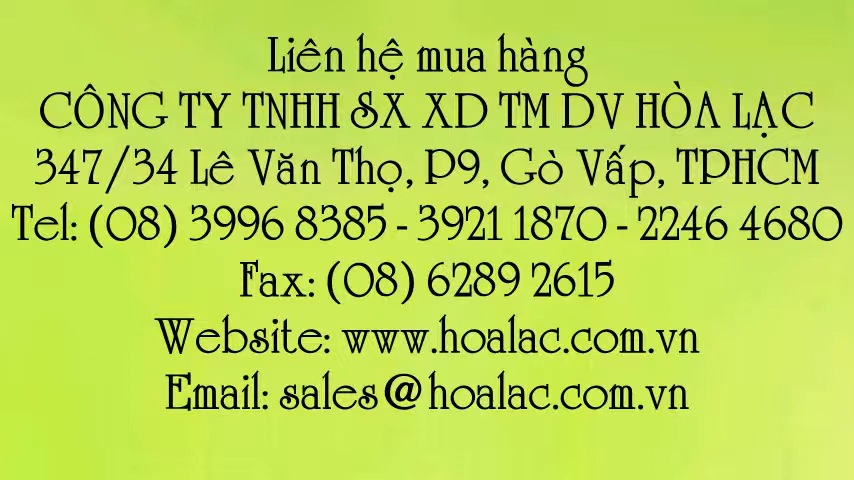 Liên hệ mua hàng
CÔNG TY TNHH SX XD TM DV HÒA LẠC
347/34 Lê Văn Thọ, P9, Gò Vấp, TPHCM
Tel: (08) 3996 8385 - 3921 1870 - 2246 4680
Fax: (08) 6289 2615
Website: www.hoalac.com.vn
Email: sales@hoalac.com.vn